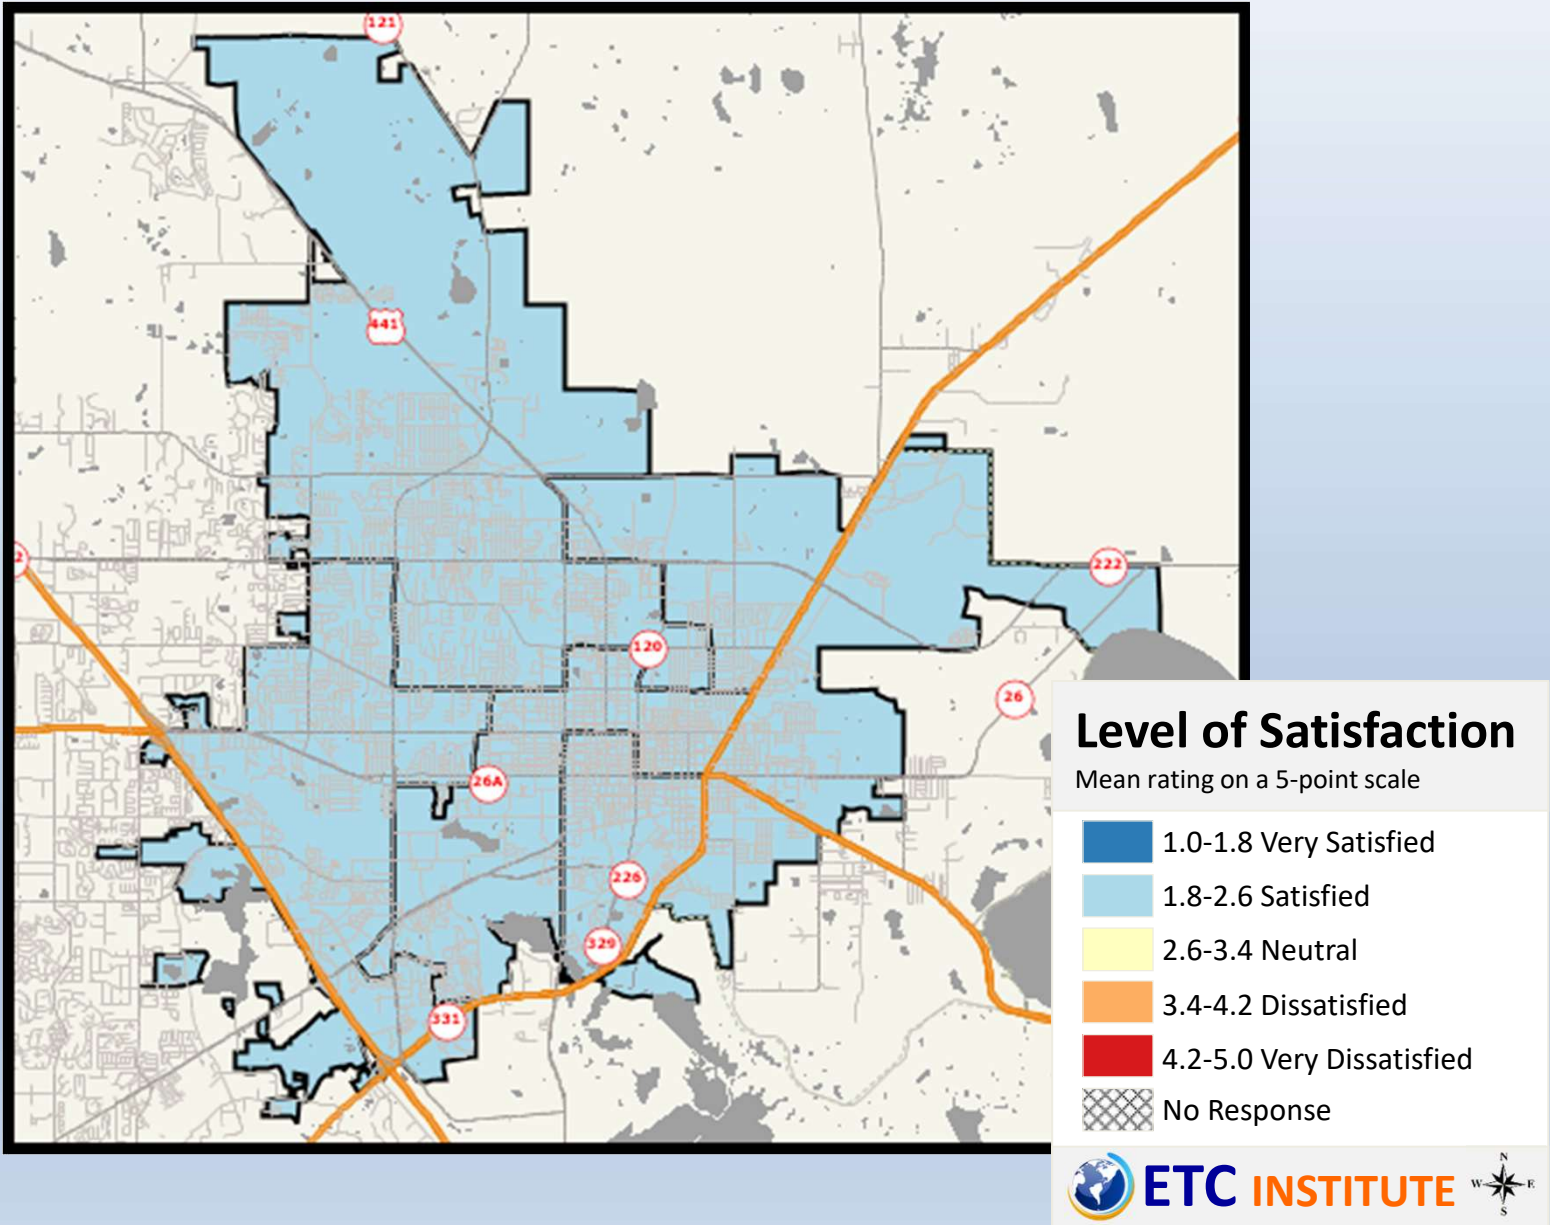 121
441
2
222
120
26
26A
226
329
331
Level of Satisfaction
Mean rating on a 5-point scale
1.0-1.8 Very Satisfied
1.8-2.6 Satisfied
2.6-3.4 Neutral
3.4-4.2 Dissatisfied
4.2-5.0 Very Dissatisfied
No Response
ETC INSTITUTE
N
W E
S